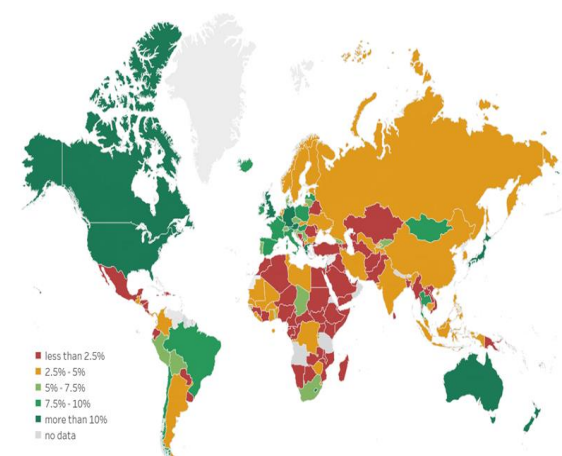 less than 2.5%
2.5% - 5%
5% - 7.5%
7.5% - 10%
more than 10%
no data